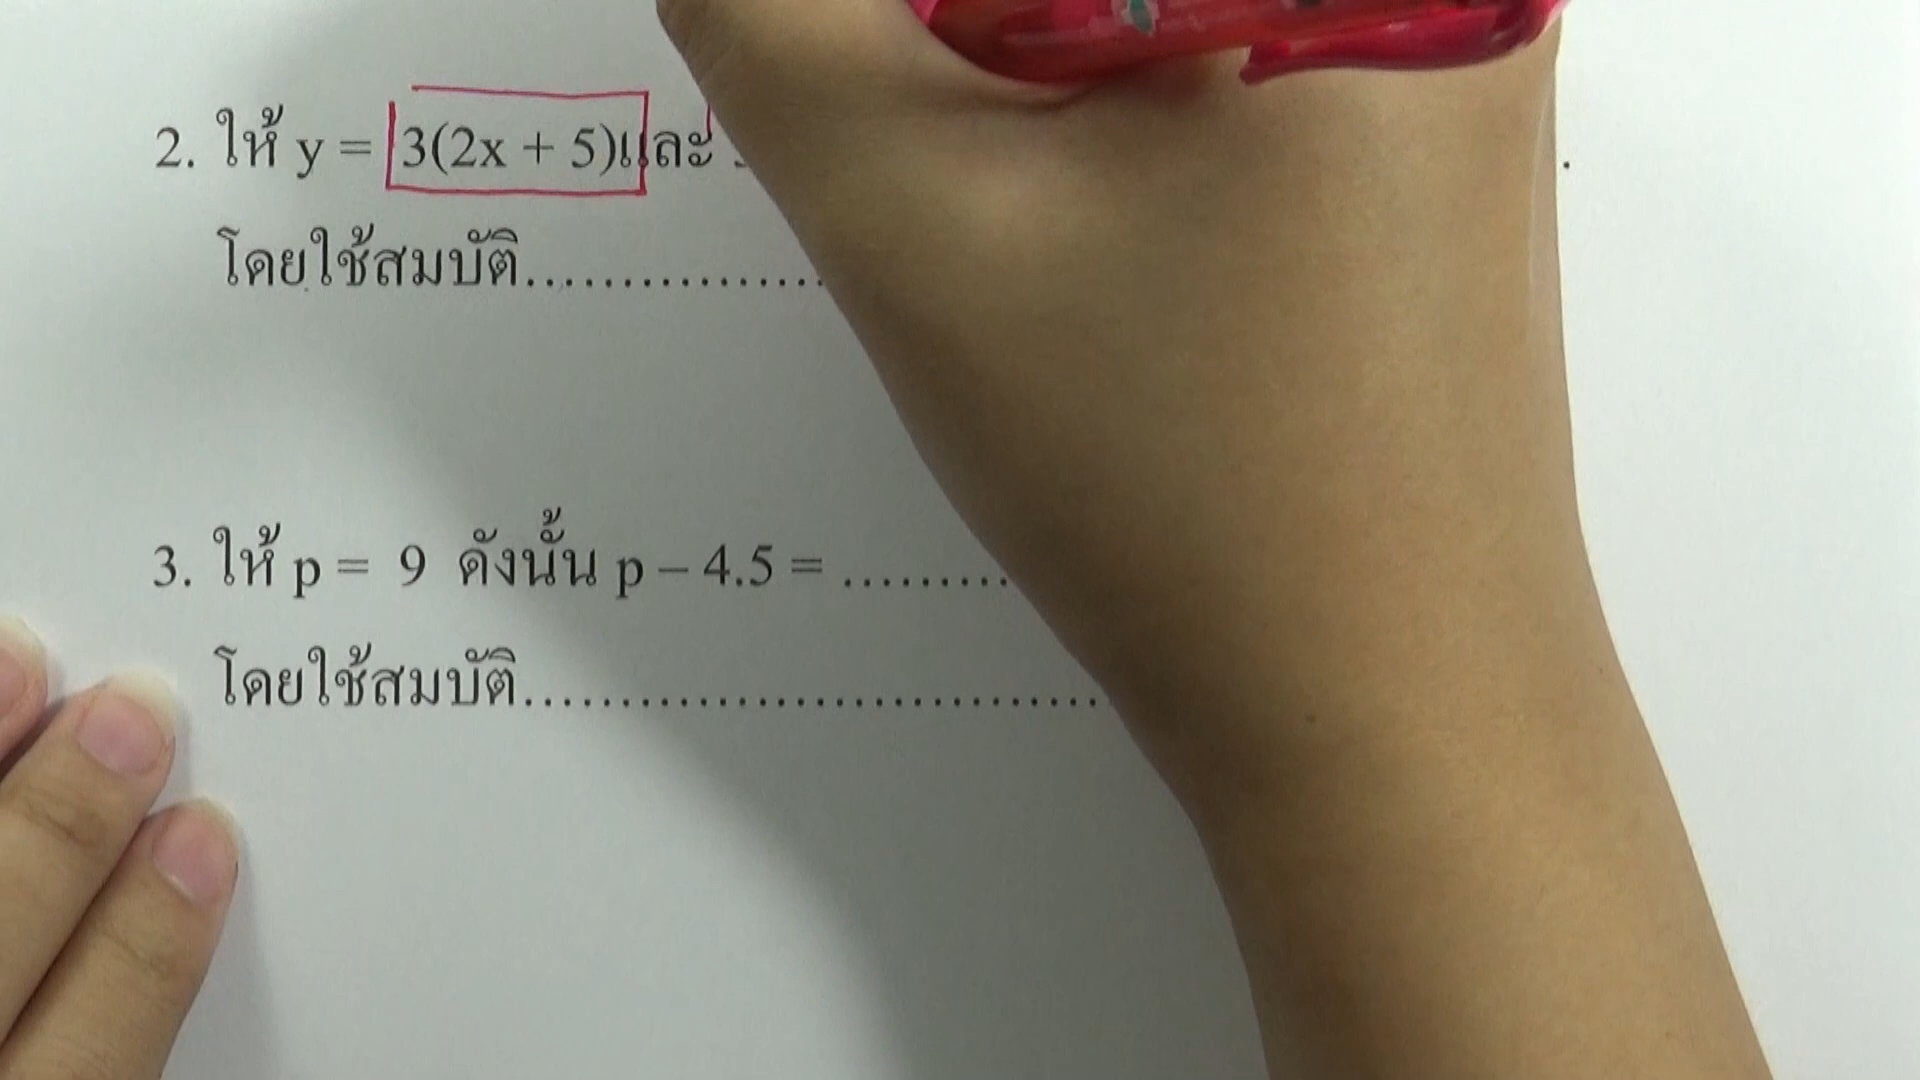 2. ให้ y = 3(2x + 5)และ
โดยใช้สมบัติ................
3. ให้ p = 9 ดังนั้น p – 4.5 = .........
โดยใช้สมบัติ...............................